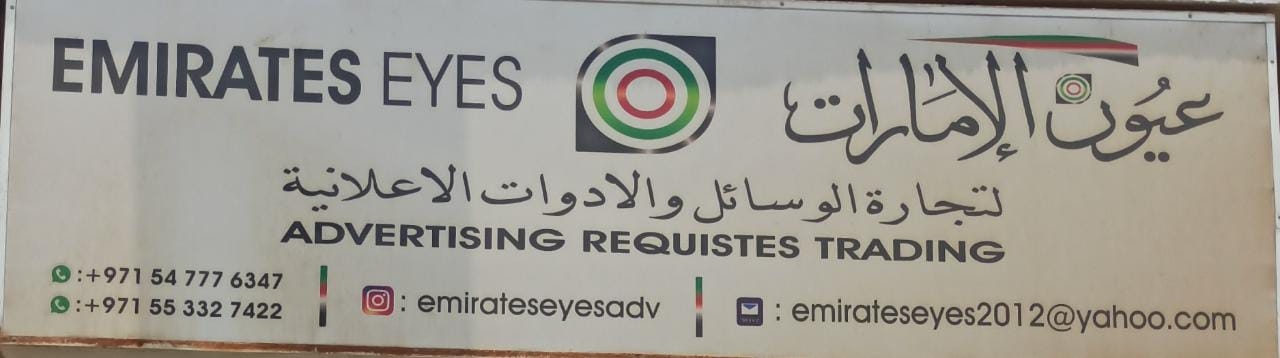 EMIRATES EYES
عيون الإمارات
لتجارة الوسائل والادوات الاعلانية
ADVERTISING REQUISTES TRADING
:+971 54 777 6347
:+971 55 332 7422
: emirateseyesadv
: emirateseyes2012@yahoo.com